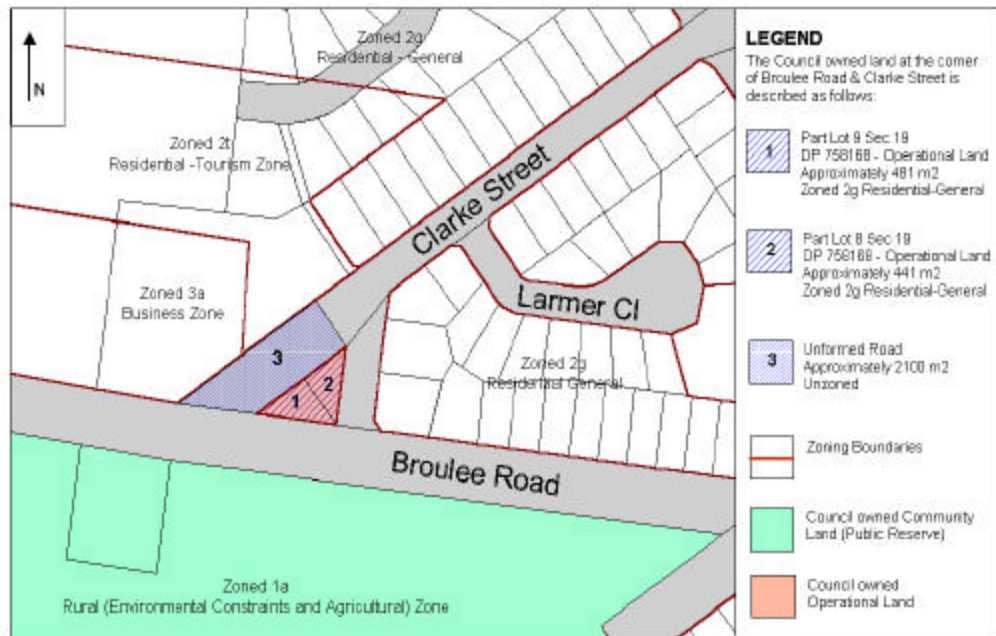 N
Zoned 2g
Residential - General
Zoned 2t
Residential -Tourism Zone
Clarke Street
Larmer Cl
Zoned 3a
Business Zone
3
2
1
Zoned 2g
Residential General
Broulee Road
Zoned 1a
Rural (Environmental Constraints and Agricultural) Zone
LEGEND
The Council owned land at the corner
of Broulee Road & Clarke Street is
described as follows:
1
Part Lot 9 Sec 19
DP 758168 - Operational Land
Approximately 481 m2
Zoned 2g Residential-General
2
Part Lot 8 Sec 19
DP 758168 - Operational Land
Approximately 441 m2
Zoned 2g Residential-General
3
Unformed Road
Approximately 2100 m2
Unzoned
Zoning Boundaries
Council owned Community
Land (Public Reserve)
Council owned
Operational Land